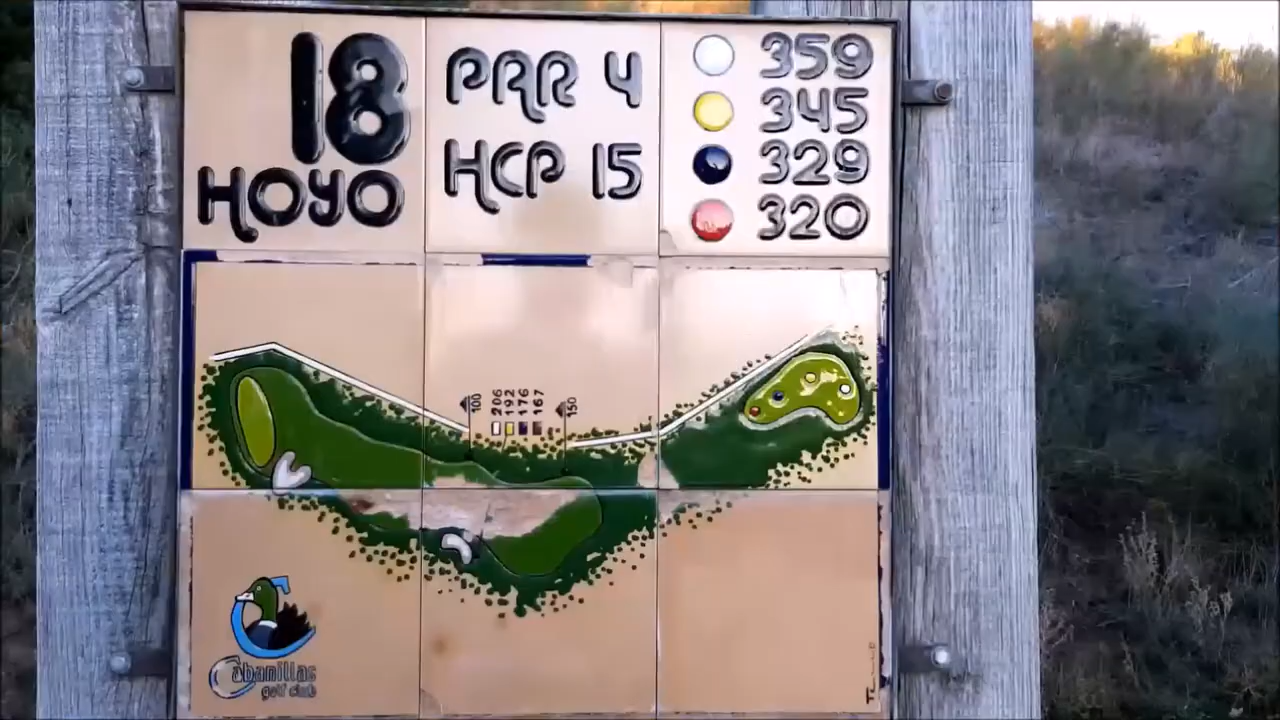 18
HOYO
PAR 4
HCP 15
359
345
329
320
100
206
192
176
167
150
Cabanillas
golf club